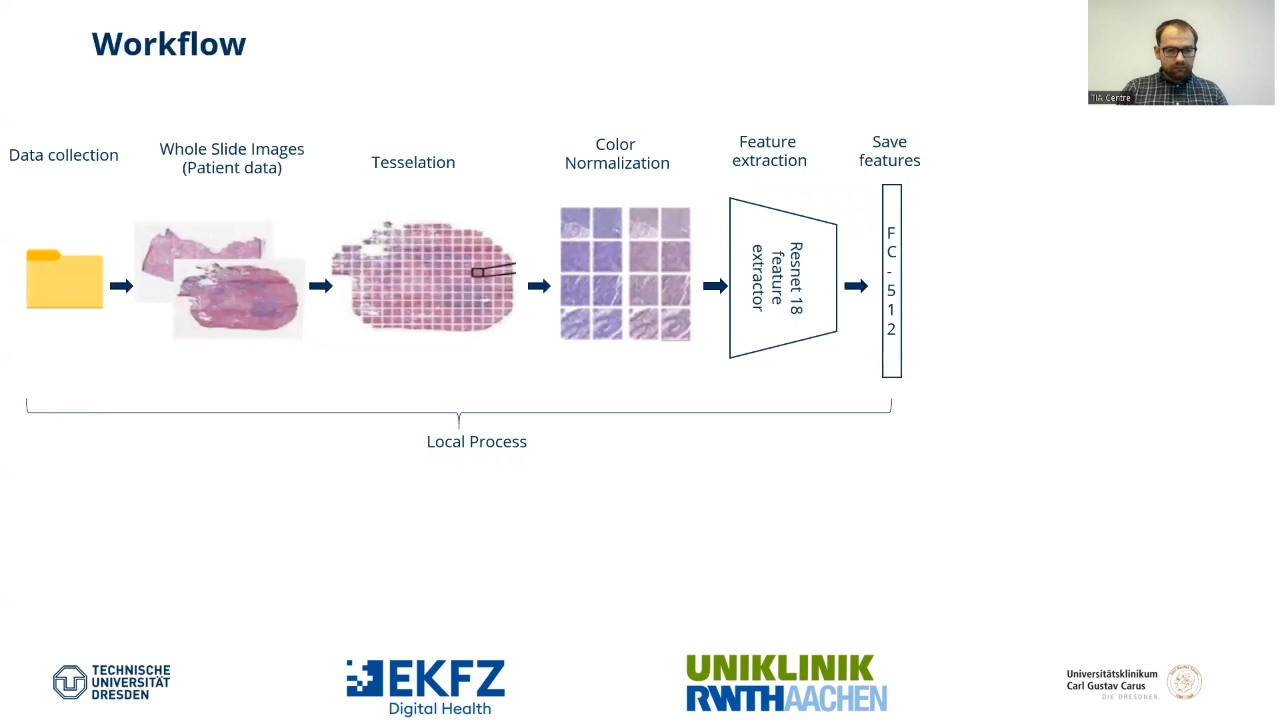 Workflow
TIA Centre
Data collection
Whole Slide Images
(Patient data)
Tesselation
Color
Normalization
Feature
extraction
Save
features
Resnet 18
feature
extractor
F
C
-
5
1
2
Local Process
TECHNISCHE
UNIVERSITÄT
DRESDEN
EKFZ
Digital Health
UNIKLINIK
RWTHAACHEN
Universitätsklinikum
Carl Gustav Carus
DIE DRESDNER.